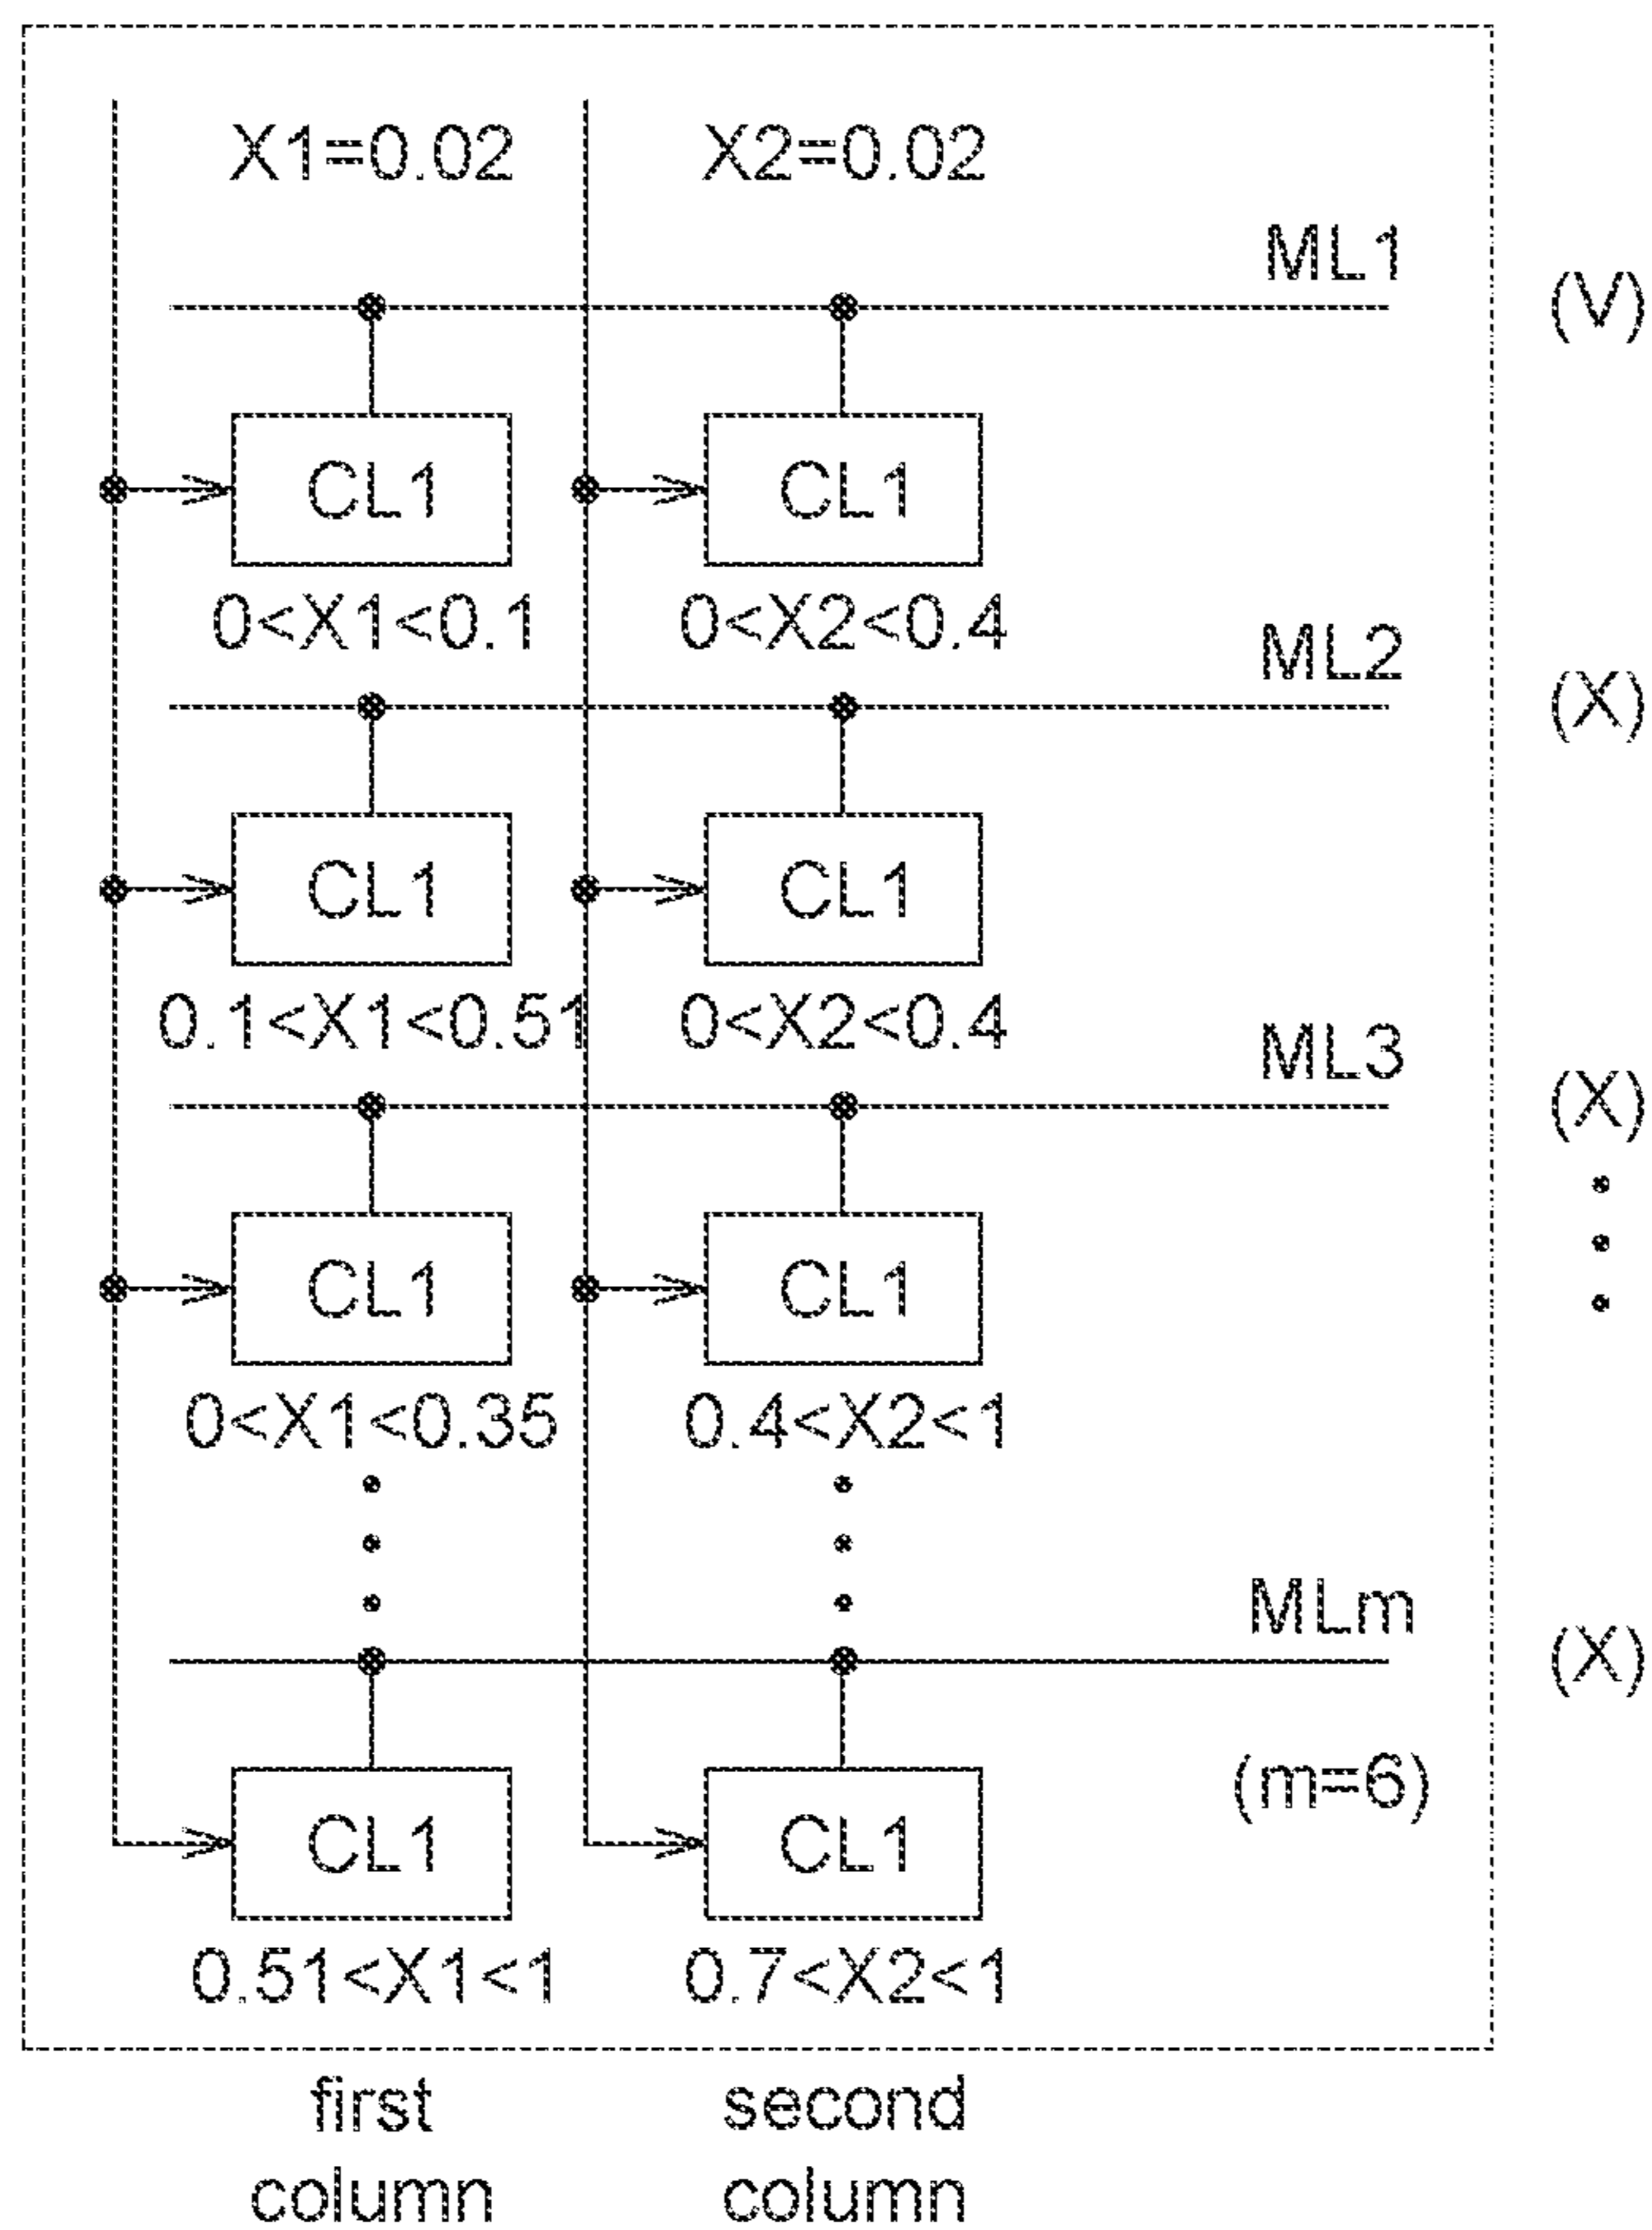 X1=0.02 X2=0.02
ML1
(V)
CL1 CL1
0<X1<0.1 0<X2<0.4
ML2
(X)
CL1 CL1
0.1<X1<0.51 0<X2<0.4
ML3
(X)
CL1 CL1
0<X1<0.35 0.4<X2<1
MLm
(X)
(m=6)
CL1 CL1
0.51<X1<1 0.7<X2<1
first second
column column